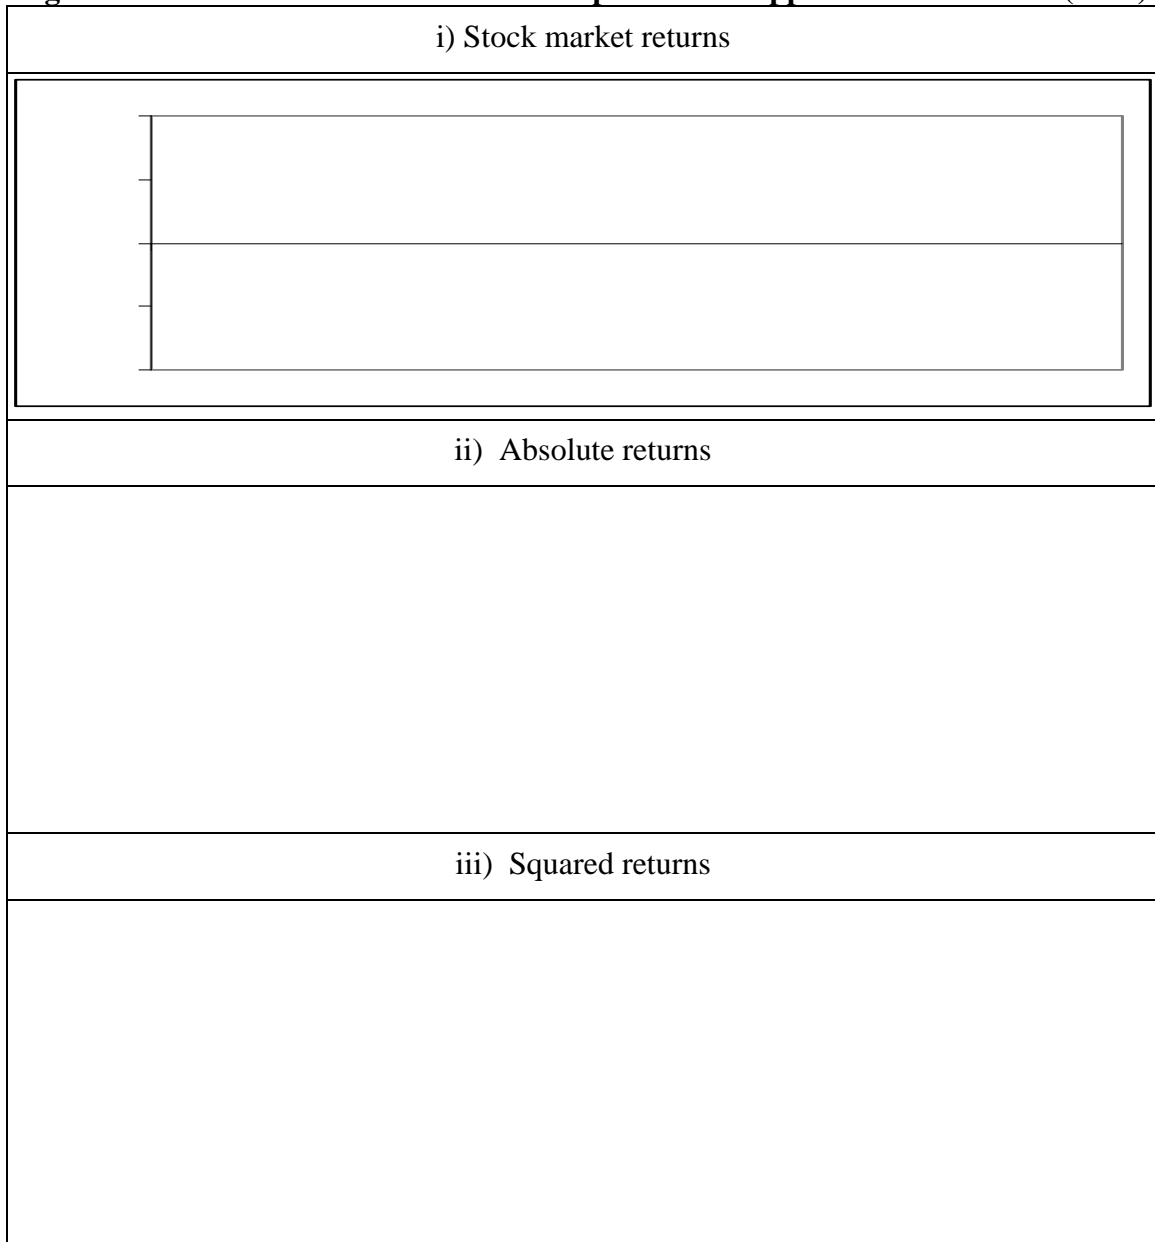 i) Stock market returns
ii) Absolute returns
iii) Squared returns